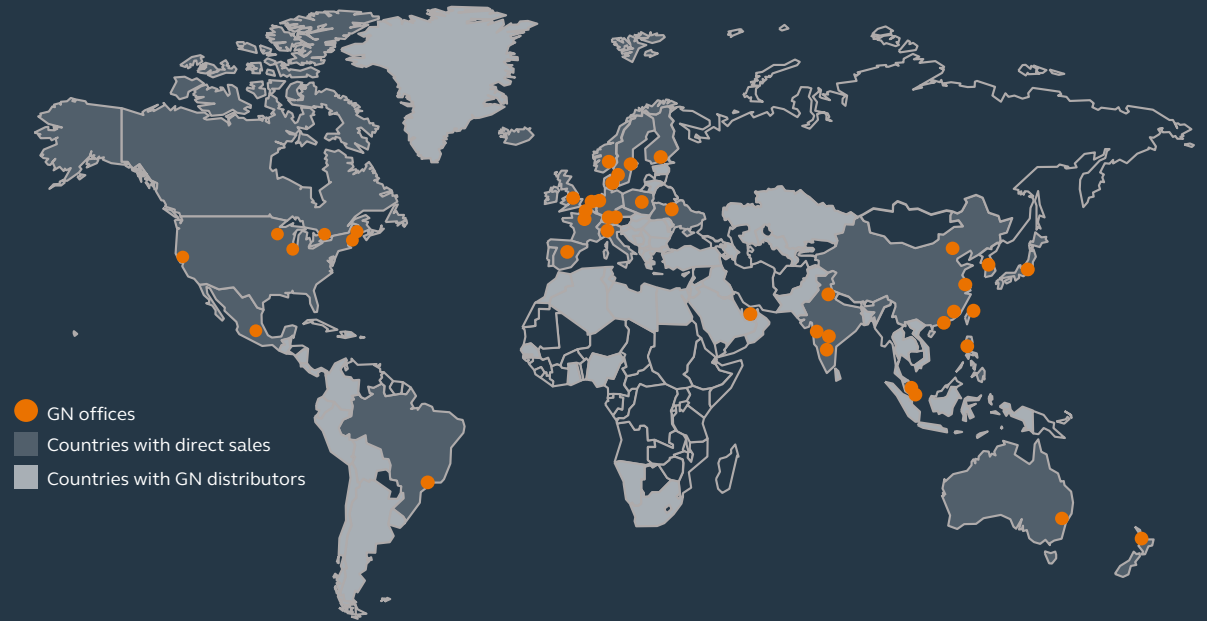 GN offices
Countries with direct sales
Countries with GN distributors